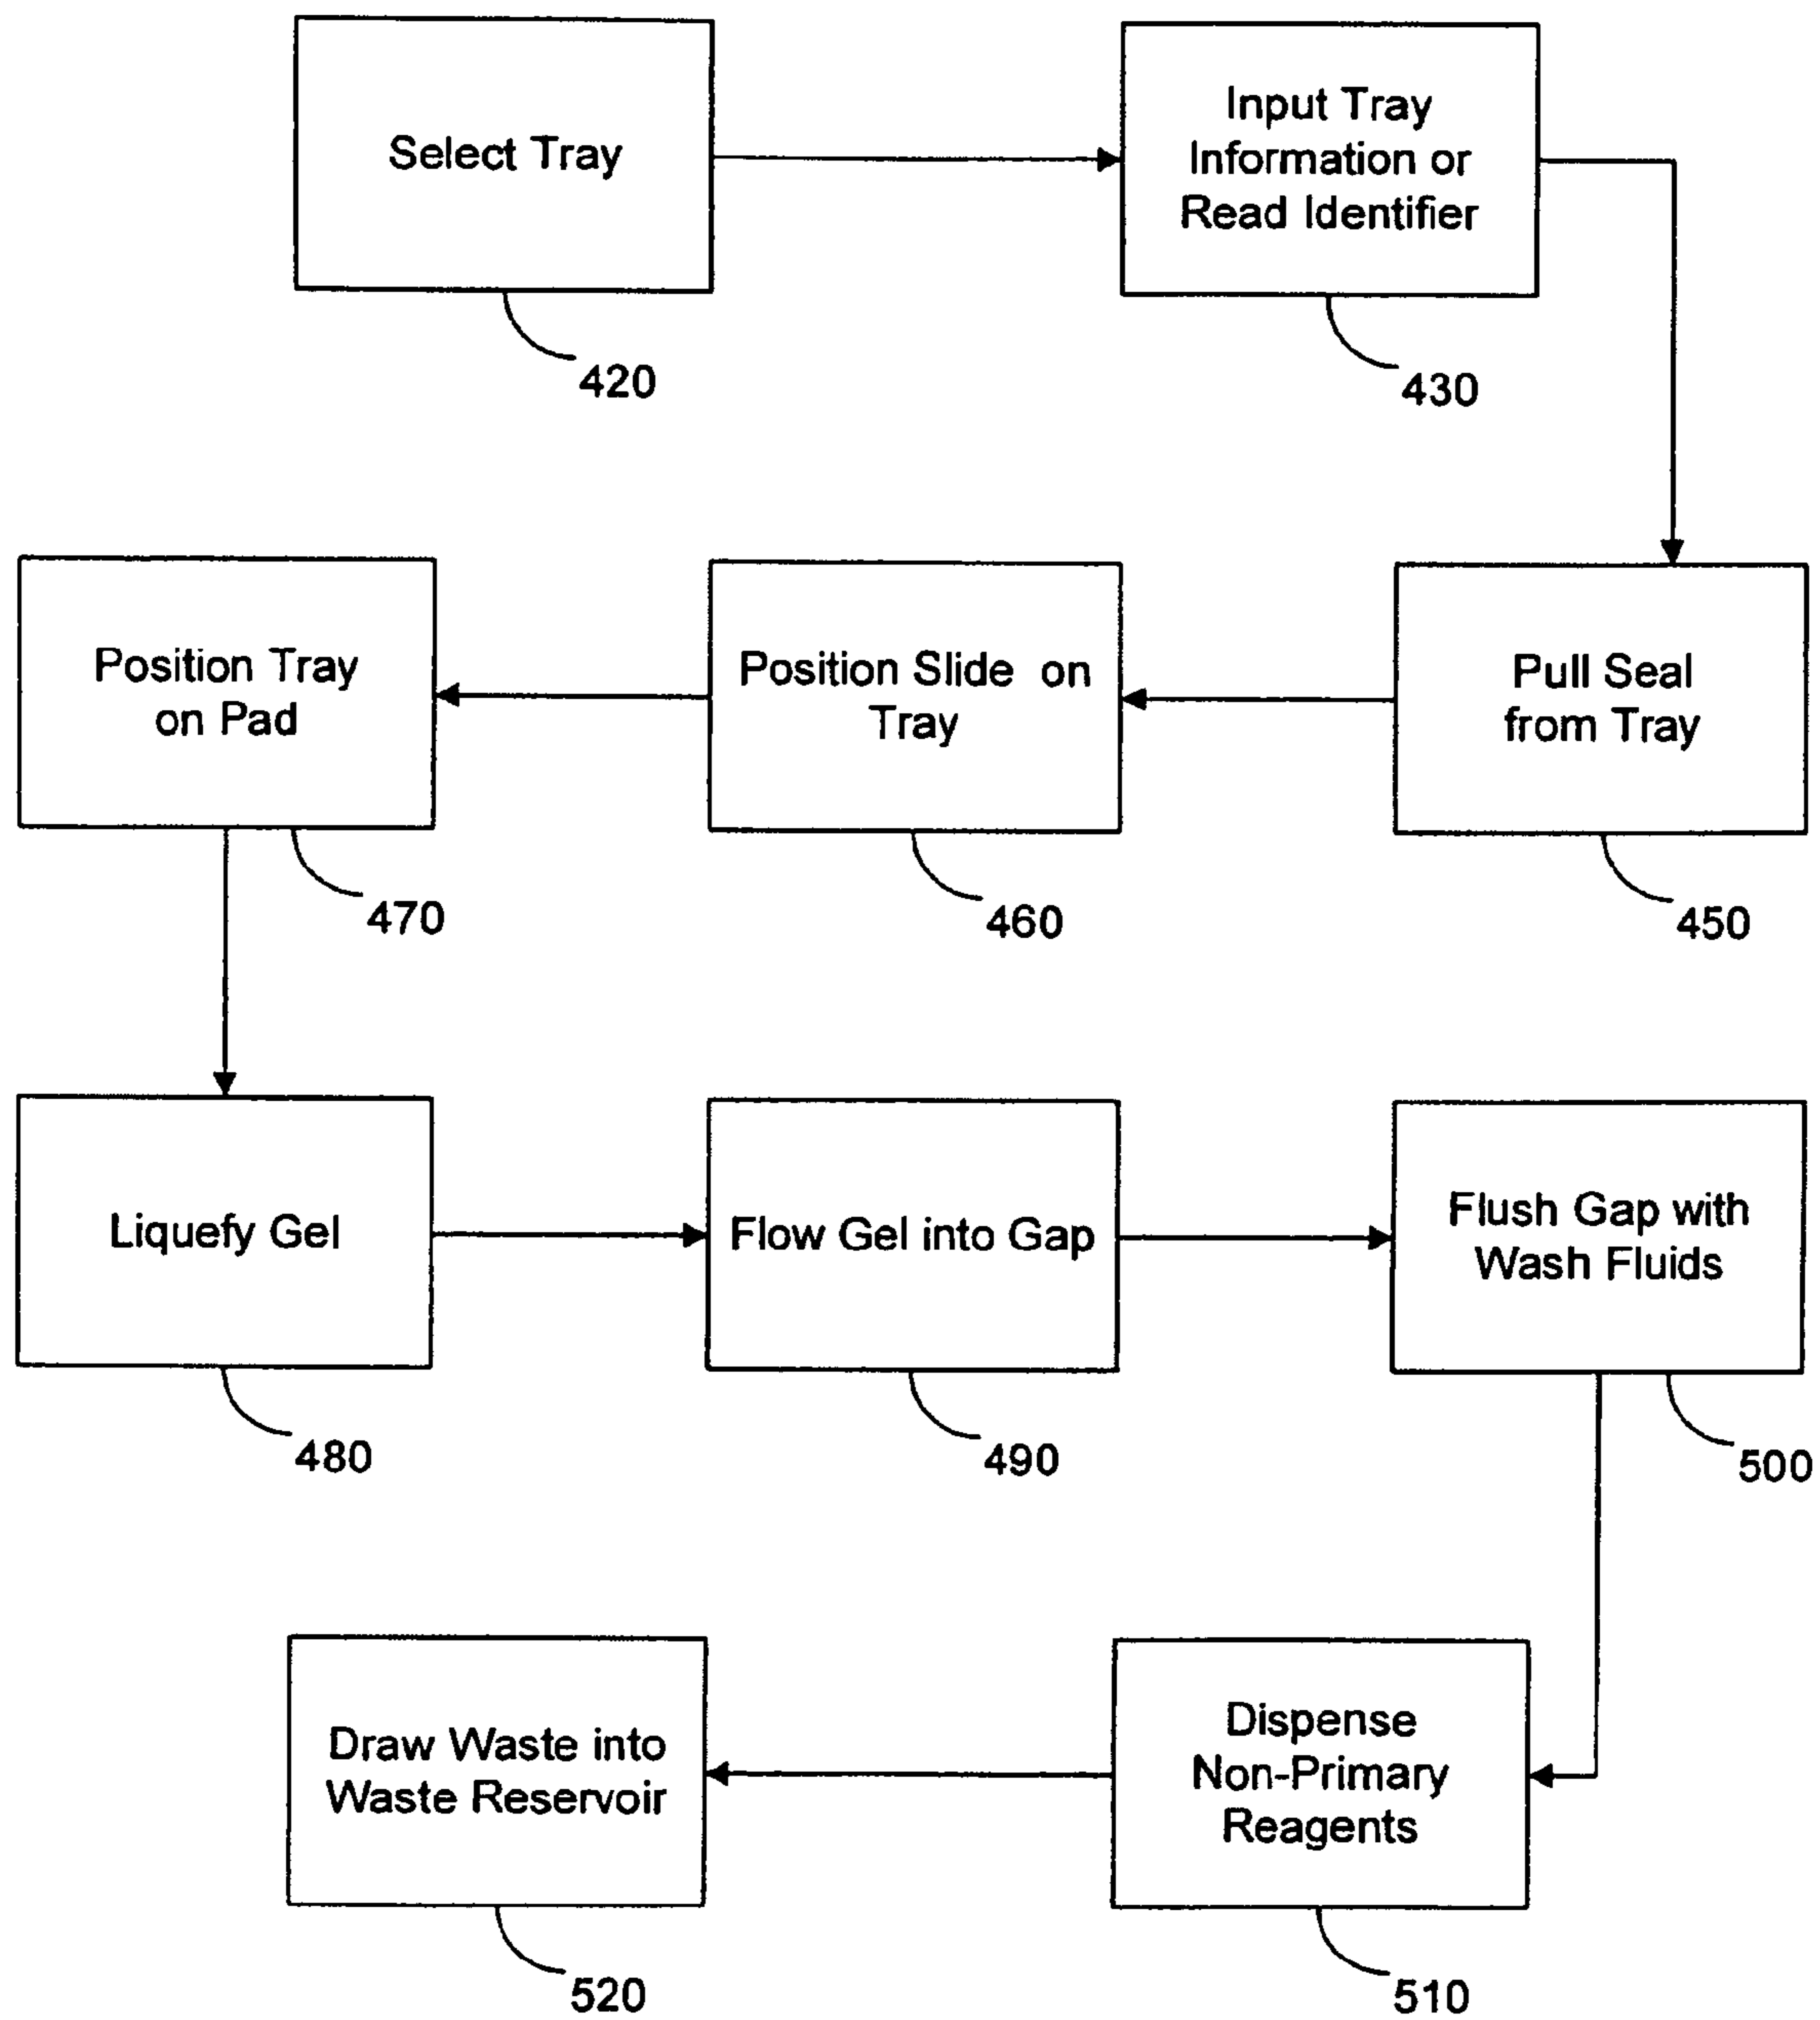 Select Tray
420
Input Tray
Information or
Read Identifier
430
Pull Seal
from Tray
450
Position Slide on
Tray
460
Position Tray
on Pad
470
Liquefy Gel
480
Flow Gel into Gap
490
Flush Gap with
Wash Fluids
500
Dispense
Non-Primary
Reagents
510
Draw Waste into
Waste Reservoir
520